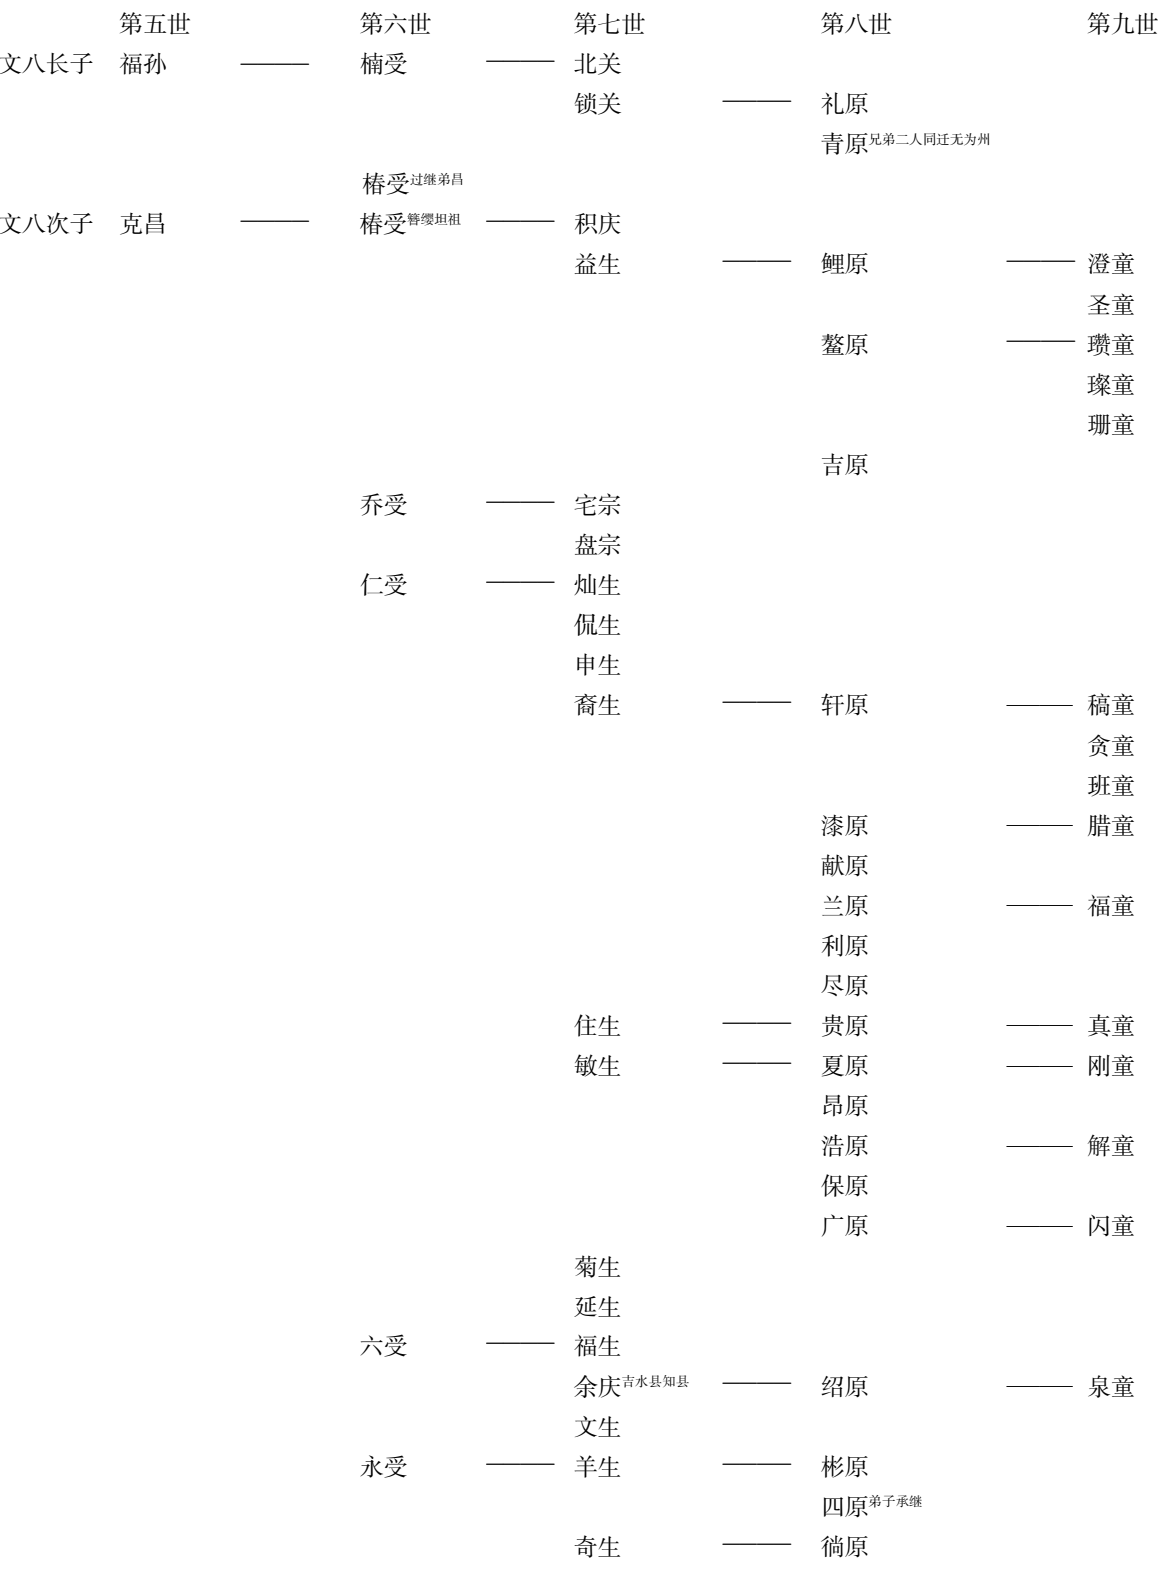 第五世 第六世 第七世 第八世 第九世
文八长子 福孙 —— 楠受 —— 北关
锁关 —— 礼原
青原兄弟二人同迁无为州
椿受过继弟昌
文八次子 克昌 —— 椿受簪缨坦祖 —— 积庆
益生 —— 鲤原 —— 澄童
圣童
鳌原 —— 瓒童
璨童
珊童
吉原
乔受 —— 宅宗
盘宗
仁受 —— 灿生
侃生
申生
裔生 —— 轩原 —— 稿童
贪童
班童
漆原 —— 腊童
献原
兰原 —— 福童
利原
尽原
住生 —— 贵原 —— 真童
敏生 —— 夏原 —— 刚童
昂原
浩原 —— 解童
保原
广原 —— 闪童
菊生
延生
六受 —— 福生
余庆吉水县知县 —— 绍原 —— 泉童
文生
永受 —— 羊生 —— 彬原
四原弟子承继
奇生 —— 徜原